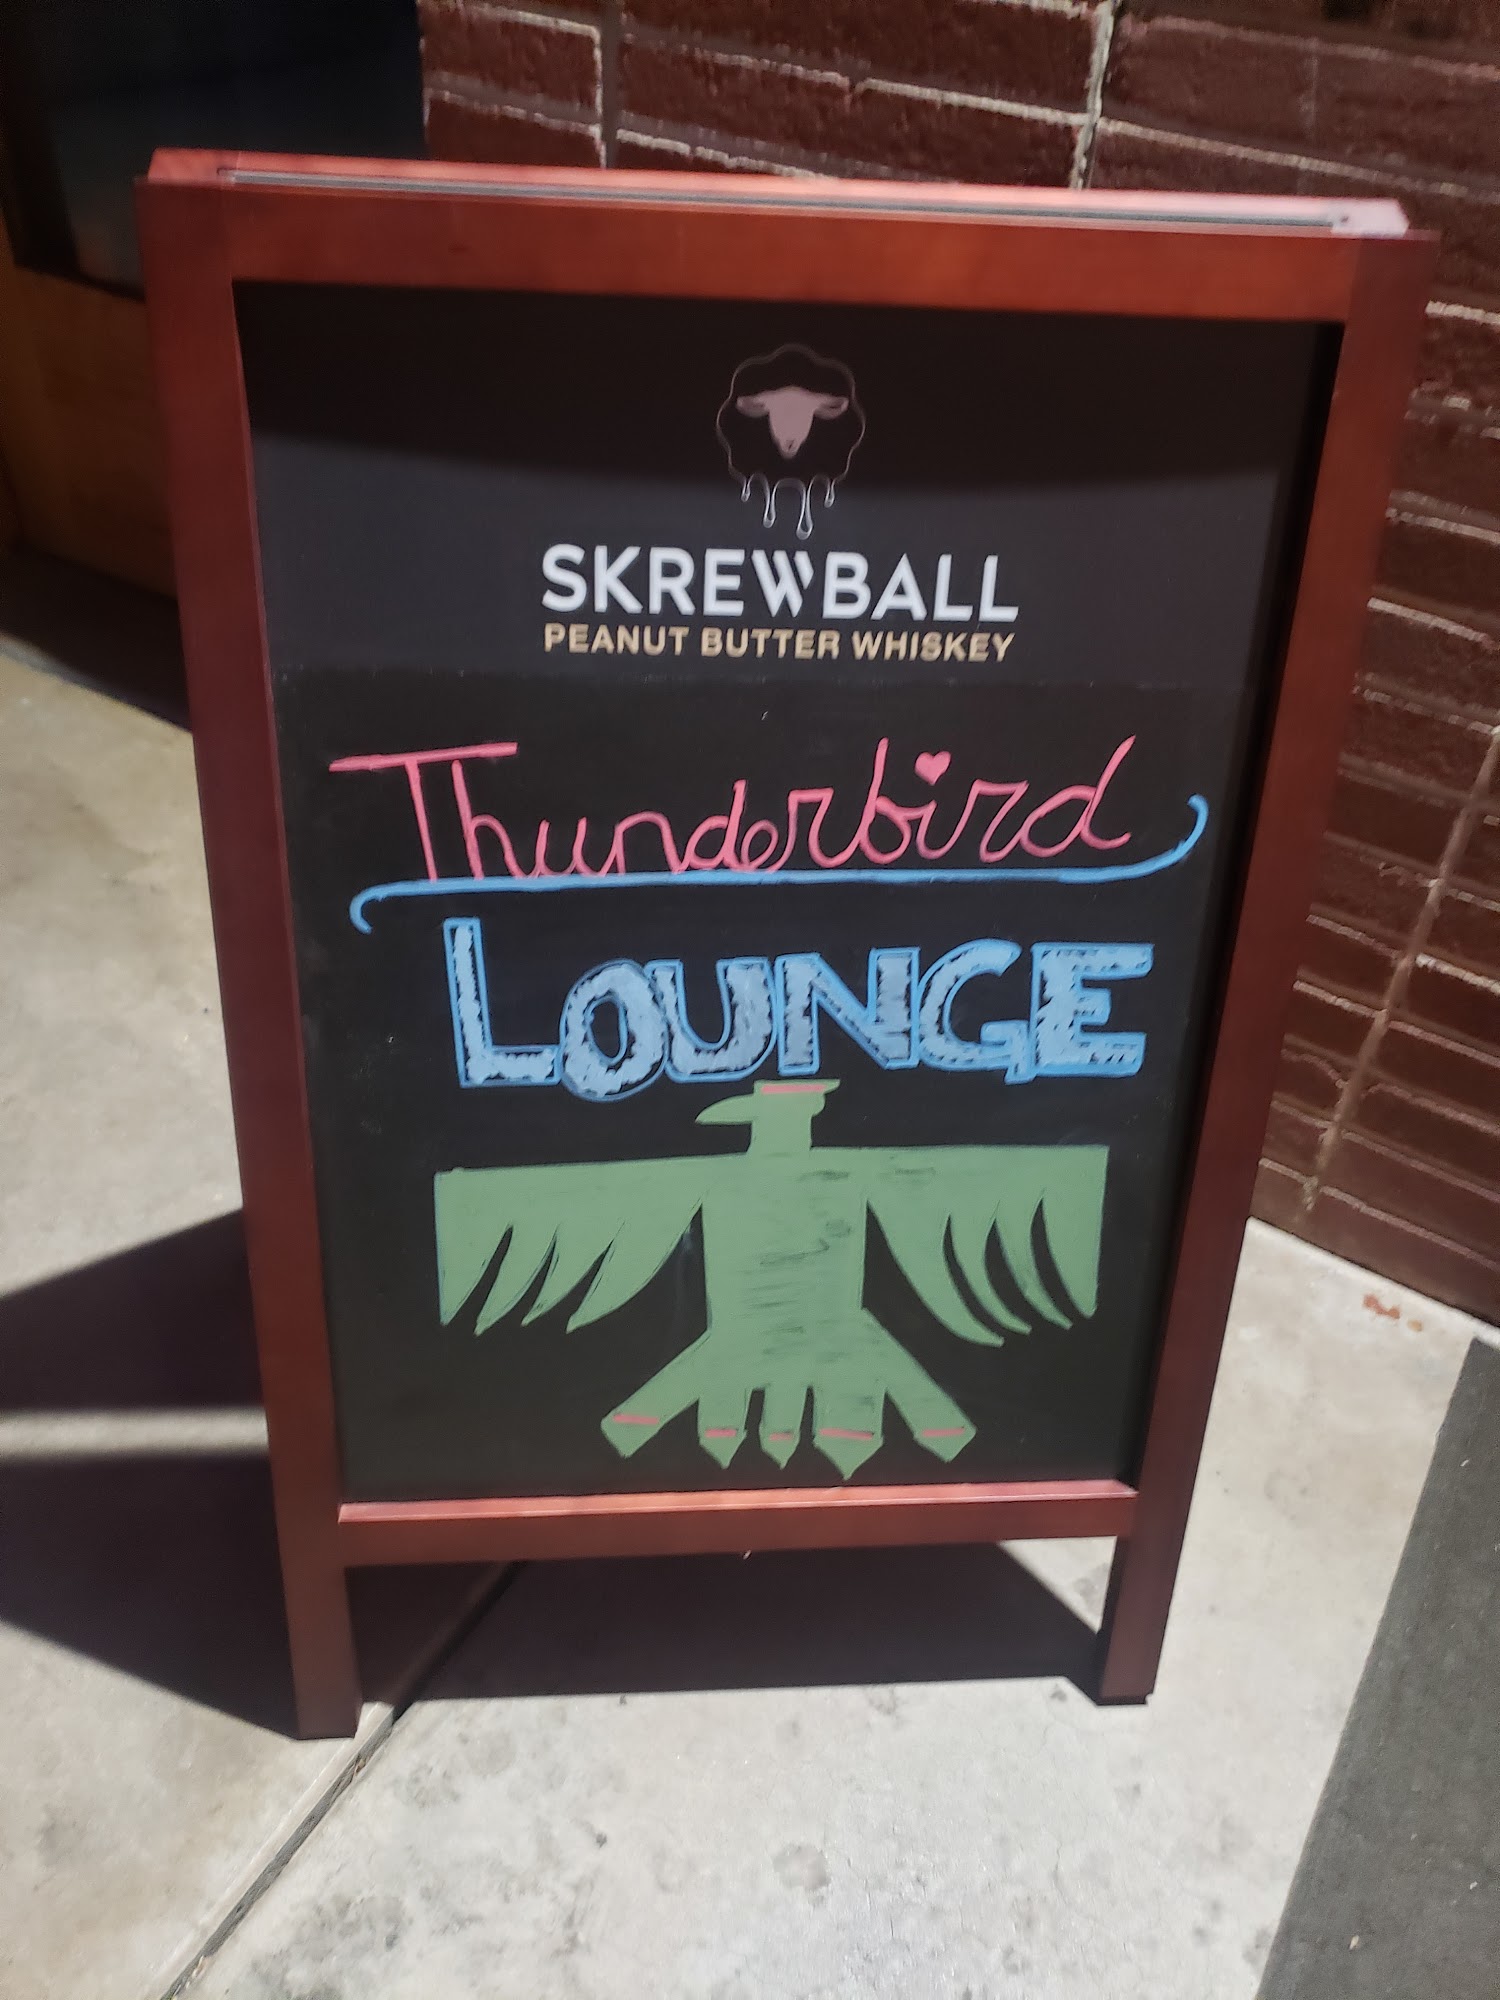 SKREWBALL
PEANUT BUTTER WHISKEY
Thunderbird
LOUNGE